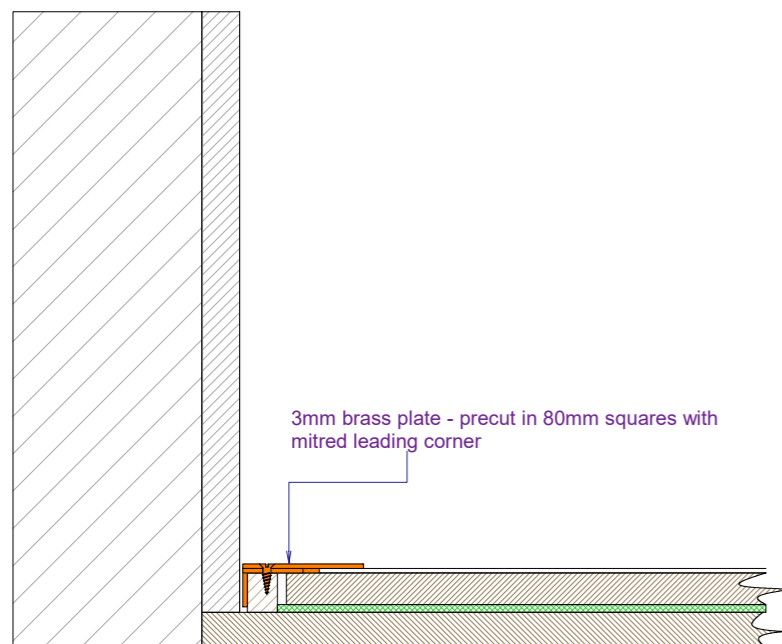 3mm brass plate - precut in 80mm squares with
mitred leading corner